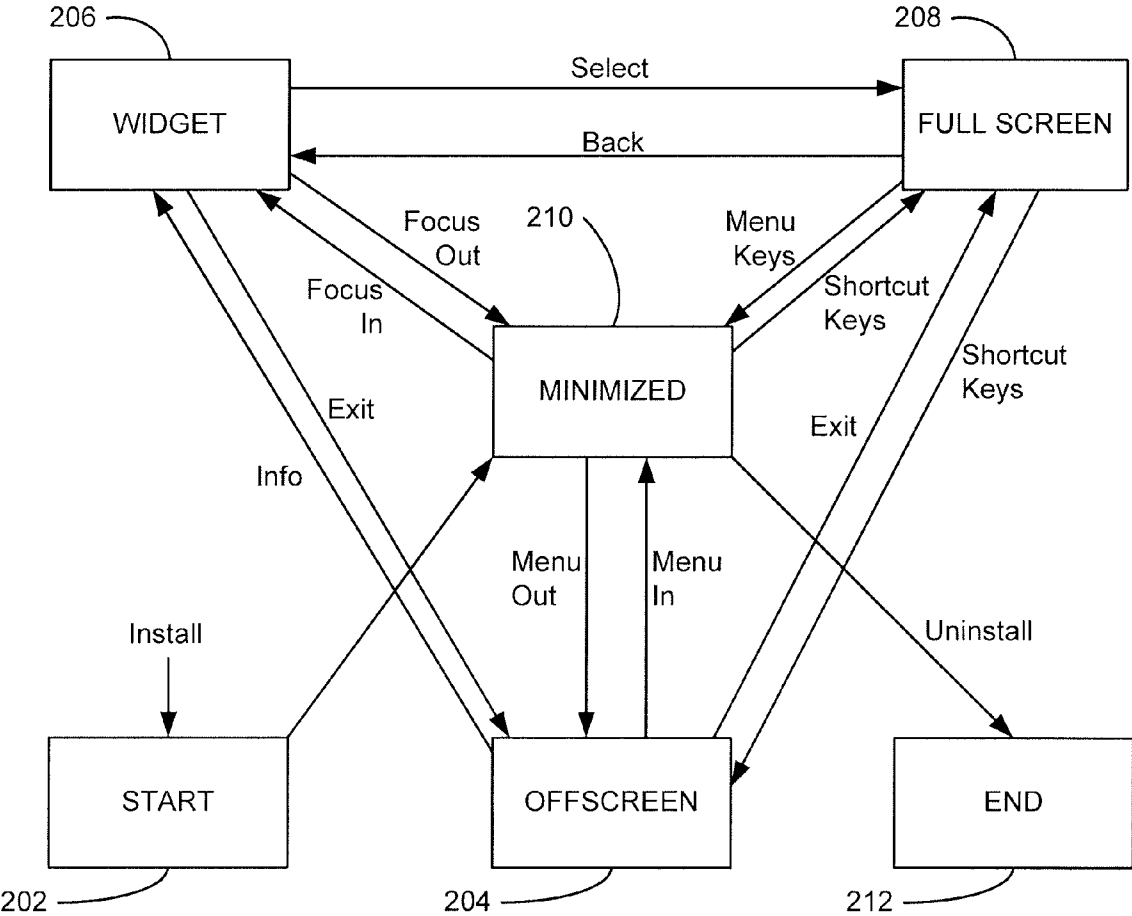 206
208
Select
WIDGET
FULL SCREEN
Back
210
Focus
Out
Menu
Keys
Focus
In
Shortcut
Keys
Shortcut
Keys
MINIMIZED
Exit
Exit
Info
Menu
Out
Menu
In
Install
Uninstall
START
OFFSCREEN
END
202
204
212